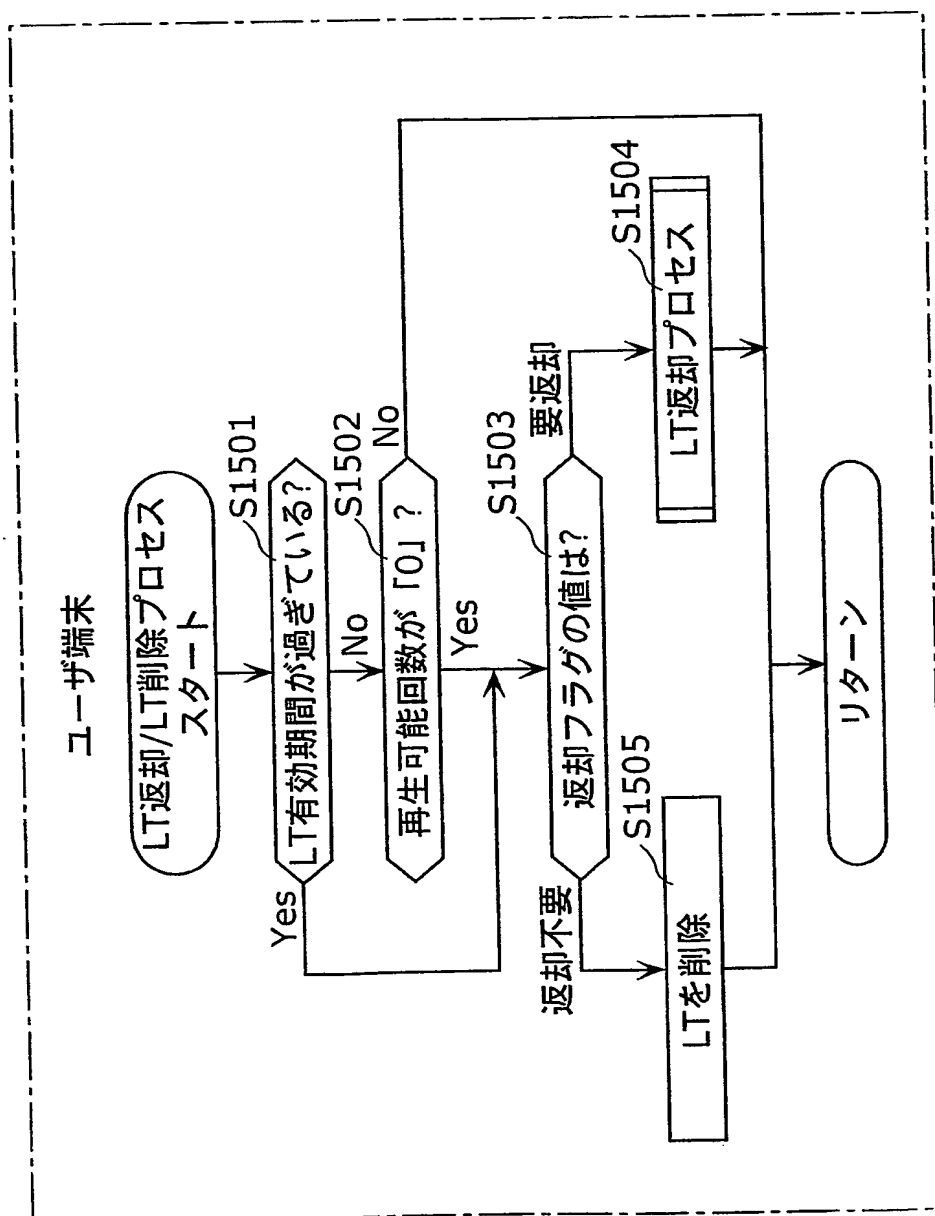 ユーザ端末
LT返却/LT削除プロセス
スタート
S1501
LT有効期間が過ぎている?
Yes
No
S1502
再生可能回数が「0」?
No
Yes
S1503
返却フラグの値は?
返却不要
要返却
S1505
LTを削除
S1504
LT返却プロセス
リターン